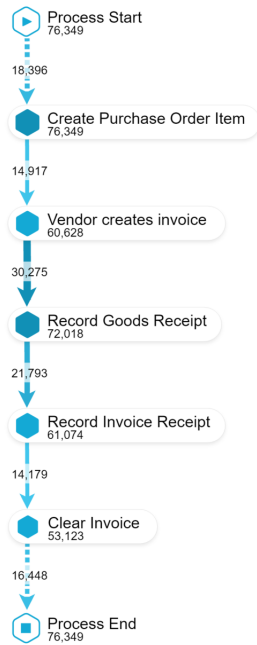 Process Start
76,349
18,396
Create Purchase Order Item
76,349
14,917
Vendor creates invoice
60,628
30,275
Record Goods Receipt
72,018
21,793
Record Invoice Receipt
61,074
14,179
Clear Invoice
53,123
16,448
Process End
76,349